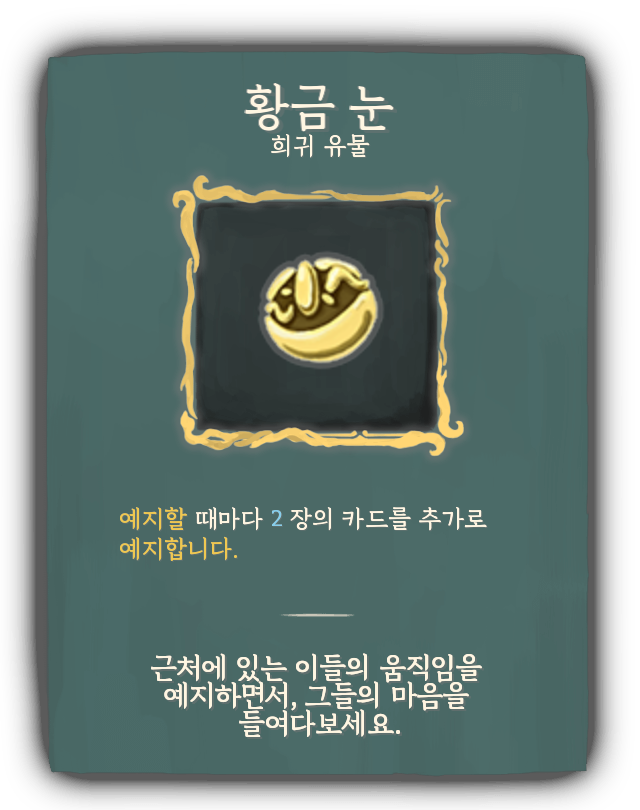 황금 눈
희귀 유물
예지할 때마다 2 장의 카드를 추가로
예지합니다.
근처에 있는 이들의 움직임을
예지하면서, 그들의 마음을
들여다보세요.